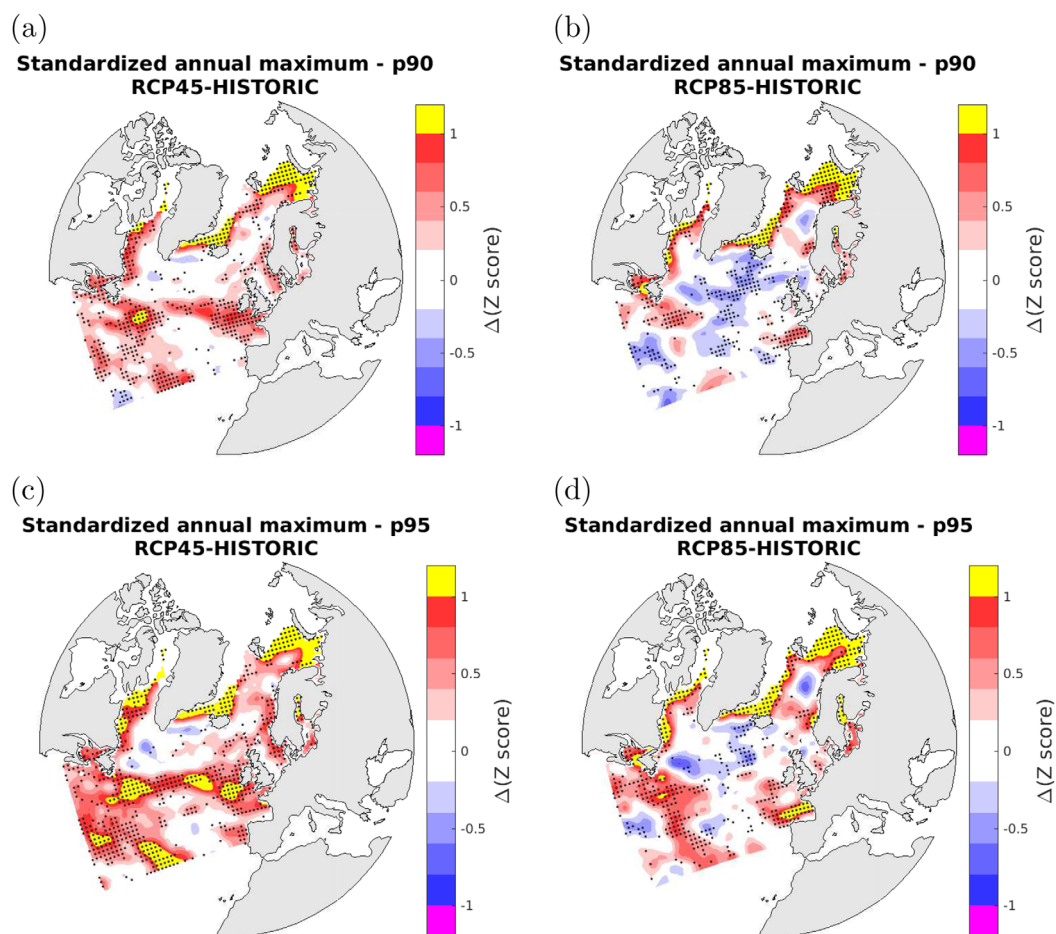 (a)
Standardized annual maximum - p90
RCP45-HISTORIC
1
0.5
0
-0.5
-1
Δ(Z score)
(b)
Standardized annual maximum - p90
RCP85-HISTORIC
1
0.5
0
-0.5
-1
Δ(Z score)
(c)
Standardized annual maximum - p95
RCP45-HISTORIC
1
0.5
0
-0.5
-1
Δ(Z score)
(d)
Standardized annual maximum - p95
RCP85-HISTORIC
1
0.5
0
-0.5
-1
Δ(Z score)